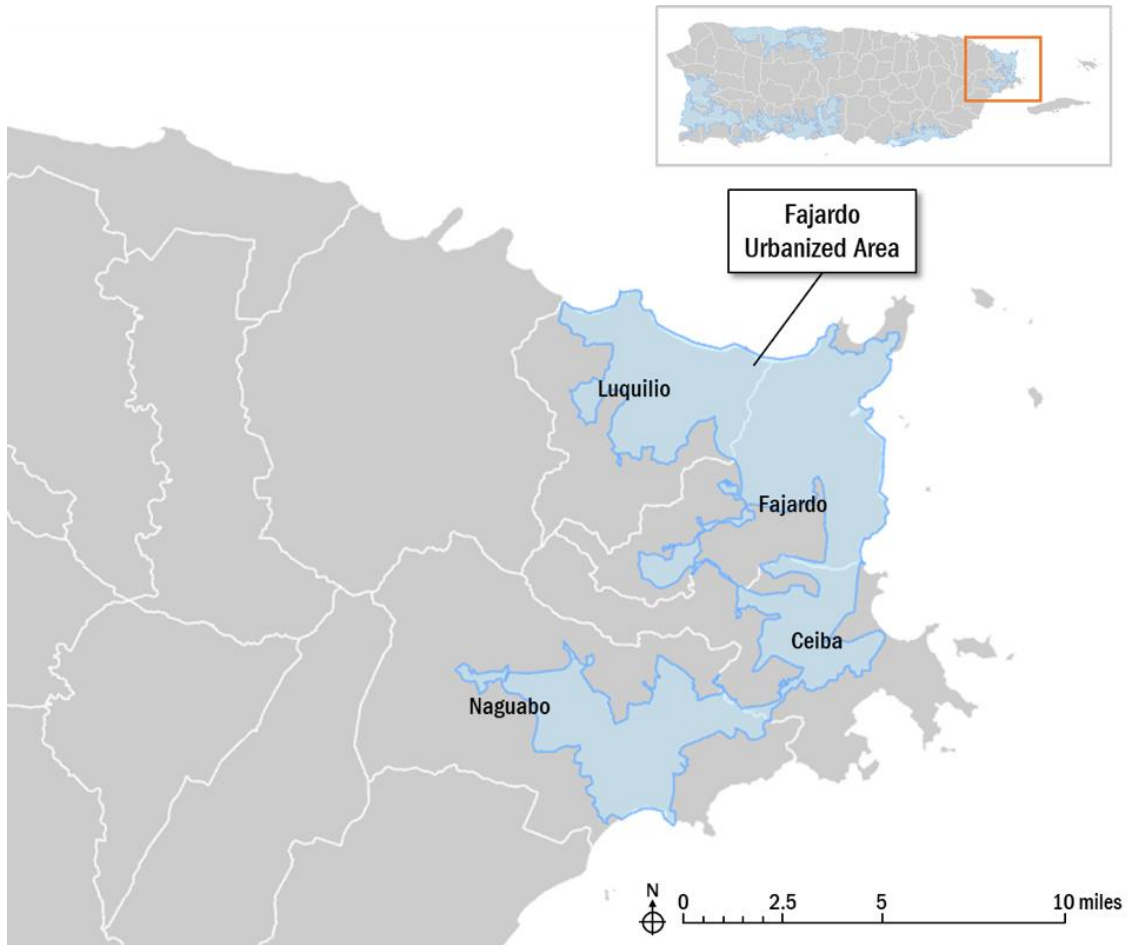 Fajardo
Urbanized Area
Luquilio
Fajardo
Ceiba
Naguabo
N
0 2.5 5 10 miles